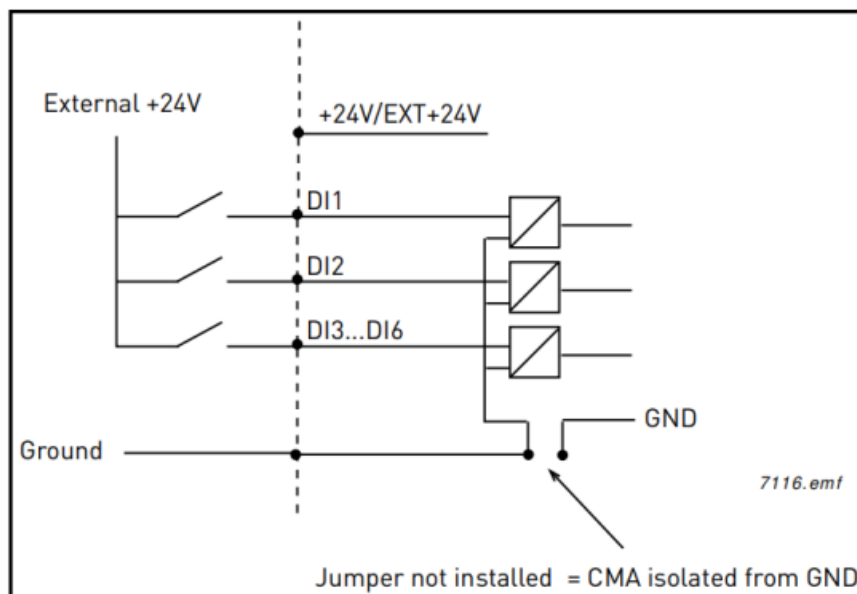 External +24V
+24V/EXT+24V
DI1
DI2
DI3...DI6
GND
Ground
7116.emf
Jumper not installed = CMA isolated from GND